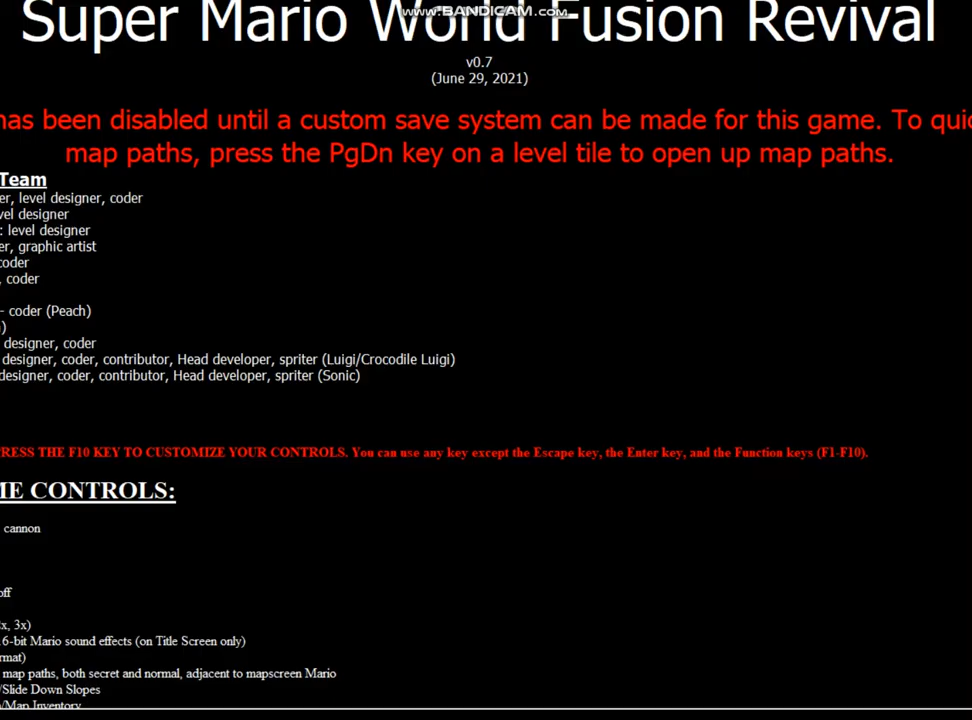 Super Mario World Fusion Revival
www.BANDICAM.com
v0.7
(June 29, 2021)
has been disabled until a custom save system can be made for this game. To quic
map paths, press the PgDn key on a level tile to open up map paths.
Team
er, level designer, coder
vel designer
: level designer
er, graphic artist
coder
, coder
- coder (Peach)
)
designer, coder
designer, coder, contributor, Head developer, spriter (Luigi/Crocodile Luigi)
designer, coder, contributor, Head developer, spriter (Sonic)
RESS THE F10 KEY TO CUSTOMIZE YOUR CONTROLS. You can use any key except the Escape key, the Enter key, and the Function keys (F1-F10).
ME CONTROLS:
cannon
off
2x, 3x)
16-bit Mario sound effects (on Title Screen only)
rmat)
map paths, both secret and normal, adjacent to mapscreen Mario
/Slide Down Slopes
/Map Inventory